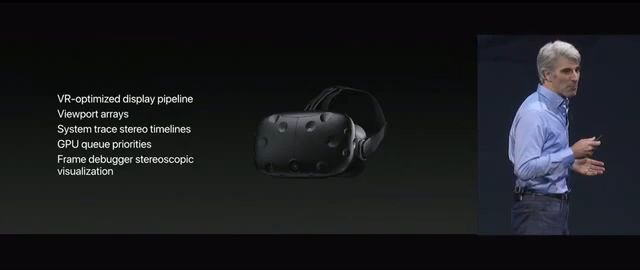 VR-optimized display pipeline
Viewport arrays
System trace stereo timelines
GPU queue priorities
Frame debugger stereoscopic
visualization